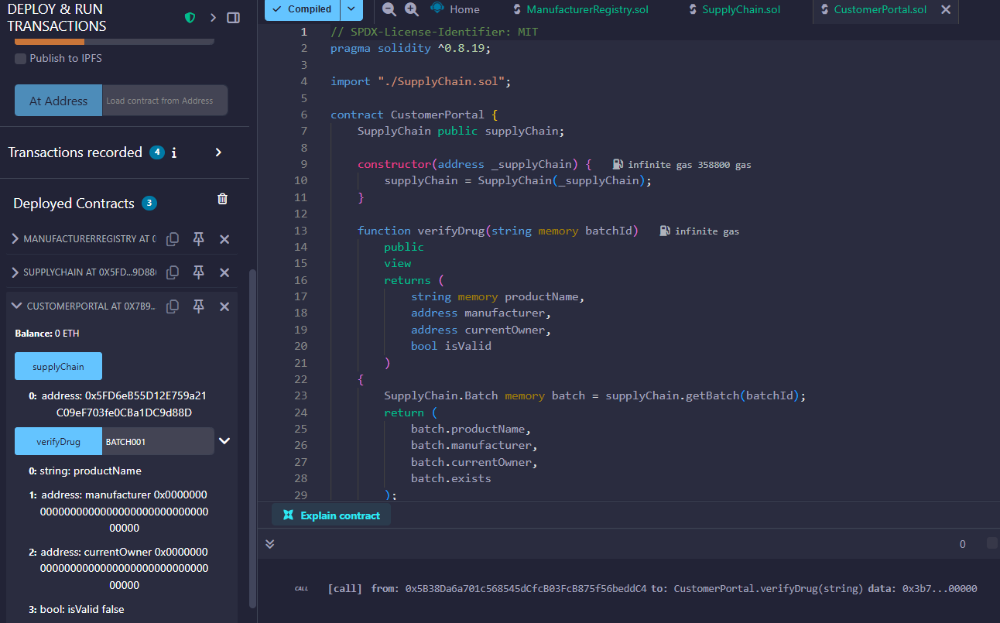 DEPLOY & RUN
TRANSACTIONS
Publish to IPFS
At Address
Load contract from Address
Transactions recorded 4 i
Deployed Contracts 3
MANUFACTURERREGISTRY AT 0
SUPPLYCHAIN AT 0X5FD...9D88
CUSTOMERPORTAL AT 0X7B9...
Balance: 0 ETH
supplyChain
0: address: 0x5FD6eB55D12E759a21
C09eF703fe0CBa1DC9d88D
verifyDrug
BATCH001
0: string: productName
1: address: manufacturer 0x0000000
0000000000000000000000000000
00000
2: address: currentOwner 0x0000000
0000000000000000000000000000
00000
3: bool: isValid false
Compiled
Home
ManufacturerRegistry.sol
SupplyChain.sol
CustomerPortal.sol
1 // SPDX-License-Identifier: MIT
2 pragma solidity ^0.8.19;
3
4 import "./SupplyChain.sol";
5
6 contract CustomerPortal {
7 SupplyChain public supplyChain;
8
9 constructor(address _supplyChain) { infinite gas 358800 gas
10 supplyChain = SupplyChain(_supplyChain);
11 }
12
13 function verifyDrug(string memory batchId) infinite gas
14 public
15 view
16 returns (
17 string memory productName,
18 address manufacturer,
19 address currentOwner,
20 bool isValid
21 )
22 {
23 SupplyChain.Batch memory batch = supplyChain.getBatch(batchId);
24 return (
25 batch.productName,
26 batch.manufacturer,
27 batch.currentOwner,
28 batch.exists
29 );
Explain contract
0
CALL [call] from: 0x5B38Da6a701c568545dCfcB03FcB875f56beddC4 to: CustomerPortal.verifyDrug(string) data: 0x3b7...00000